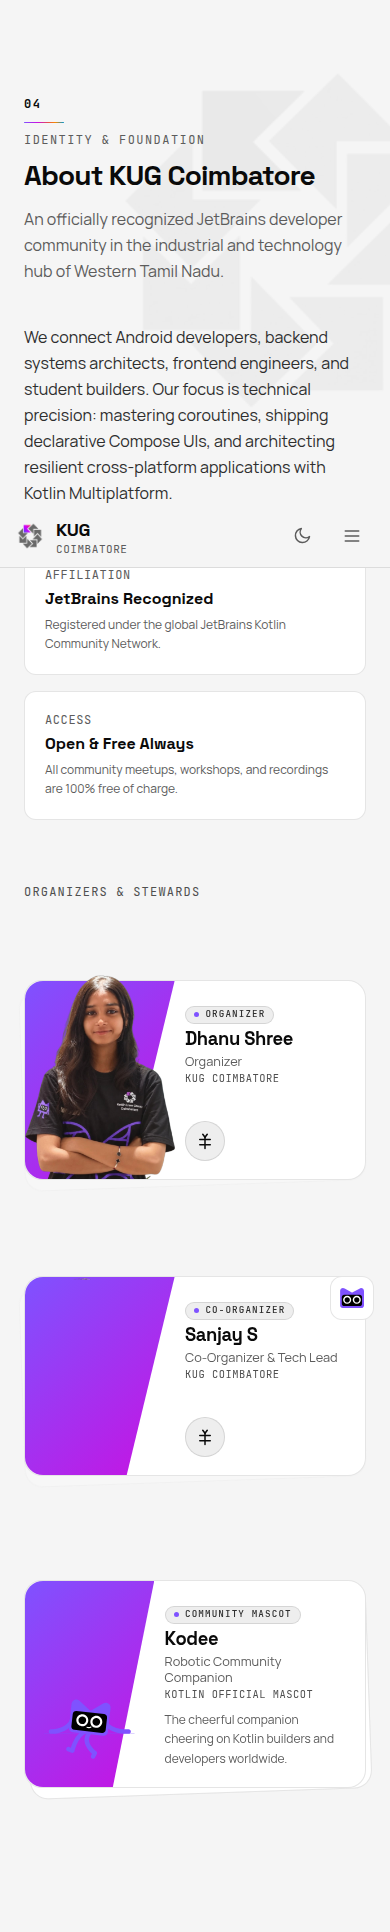 04
IDENTITY & FOUNDATION
About KUG Coimbatore
An officially recognized JetBrains developer
community in the industrial and technology
hub of Western Tamil Nadu.
We connect Android developers, backend
systems architects, frontend engineers, and
student builders. Our focus is technical
precision: mastering coroutines, shipping
declarative Compose UIs, and architecting
resilient cross-platform applications with
Kotlin Multiplatform.
KUG
COIMBATORE
AFFILIATION
JetBrains Recognized
Registered under the global JetBrains Kotlin
Community Network.
ACCESS
Open & Free Always
All community meetups, workshops, and recordings
are 100% free of charge.
ORGANIZERS & STEWARDS
ORGANIZER
Dhanu Shree
Organizer
KUG COIMBATORE
CO-ORGANIZER
Sanjay S
Co-Organizer & Tech Lead
KUG COIMBATORE
COMMUNITY MASCOT
Kodee
Robotic Community
Companion
KOTLIN OFFICIAL MASCOT
The cheerful companion
cheering on Kotlin builders and
developers worldwide.